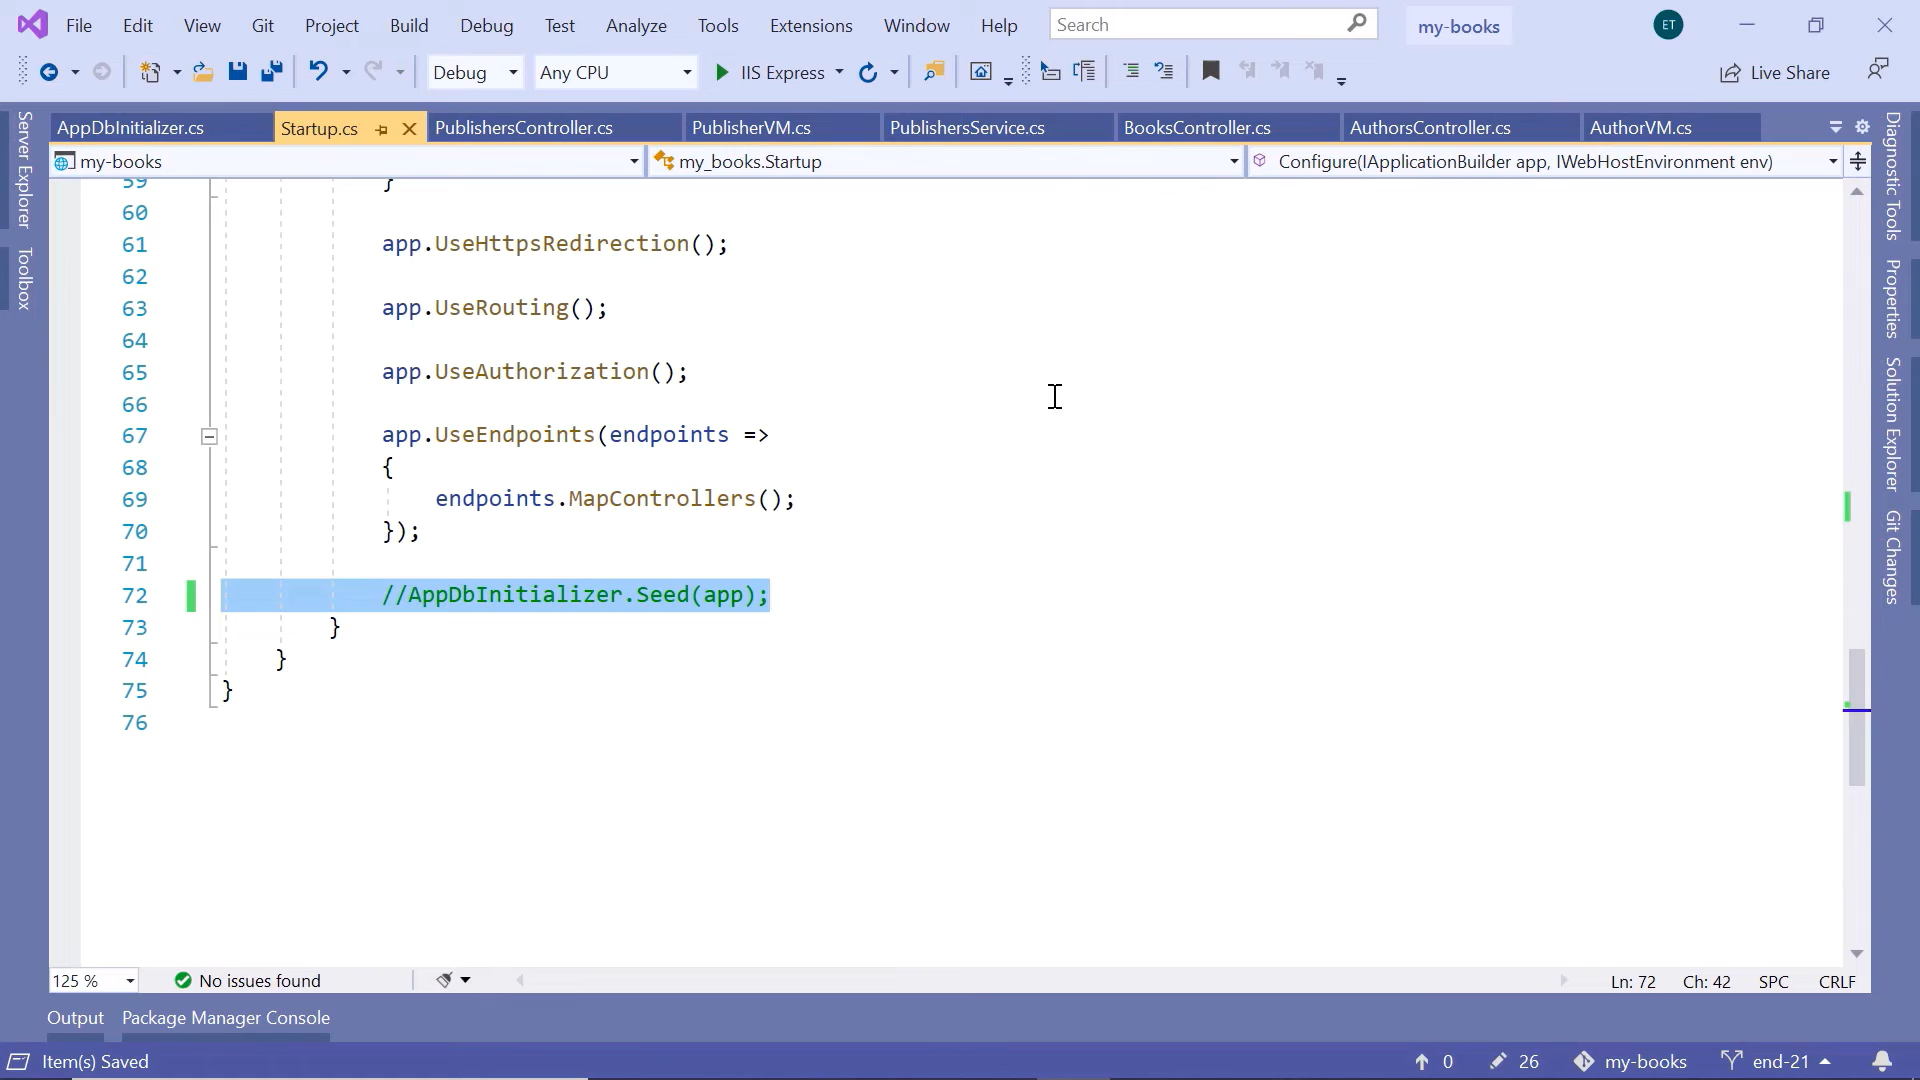 File Edit View Git Project Build Debug Test Analyze Tools Extensions Window Help Search my-books ET
Debug Any CPU IIS Express Live Share
AppDbInitializer.cs Startup.cs PublishersController.cs PublisherVM.cs PublishersService.cs BooksController.cs AuthorsController.cs AuthorVM.cs
my-books my_books.Startup Configure(IApplicationBuilder app, IWebHostEnvironment env)
Server Explorer
Toolbox
59 }
60
61 app.UseHttpsRedirection();
62
63 app.UseRouting();
64
65 app.UseAuthorization();
66
67 app.UseEndpoints(endpoints =>
68 {
69 endpoints.MapControllers();
70 });
71
72 //AppDbInitializer.Seed(app);
73 }
74 }
75 }
76
Diagnostic Tools
Properties
Solution Explorer
Git Changes
125 % No issues found Ln: 72 Ch: 42 SPC CRLF
Output Package Manager Console
Item(s) Saved 0 26 my-books end-21